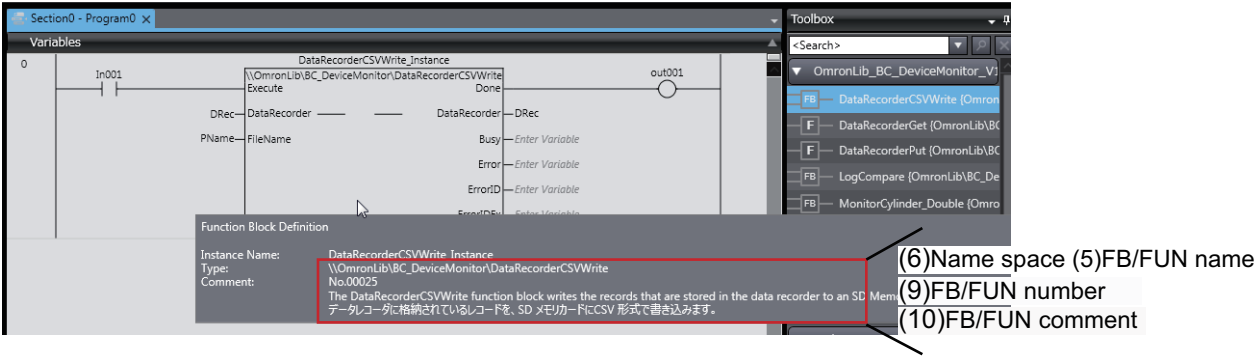 Section0 - Program0 ×
Variables
0
In001
DataRecorderCSVWrite_Instance
\\OmronLib\BC_DeviceMonitor\DataRecorderCSVWrite
Execute Done
out001
DRec DataRecorder DataRecorder DRec
PName FileName Busy Enter Variable
Error Enter Variable
ErrorID Enter Variable
ErrorIDEx Enter Variable
Function Block Definition
Instance Name: DataRecorderCSVWrite_Instance
Type: \\OmronLib\BC_DeviceMonitor\DataRecorderCSVWrite
Comment: No.00025
The DataRecorderCSVWrite function block writes the records that are stored in the data recorder to an SD Mem
データレコーダに格納されているレコードを、SD メモリカードにCSV 形式で書き込みます。
Toolbox
<Search>
OmronLib_BC_DeviceMonitor_V1
FB DataRecorderCSVWrite {Omron
F DataRecorderGet {OmronLib\BC
F DataRecorderPut {OmronLib\BC
FB LogCompare {OmronLib\BC_De
FB MonitorCylinder_Double {Omro
(6)Name space (5)FB/FUN name
(9)FB/FUN number
(10)FB/FUN comment